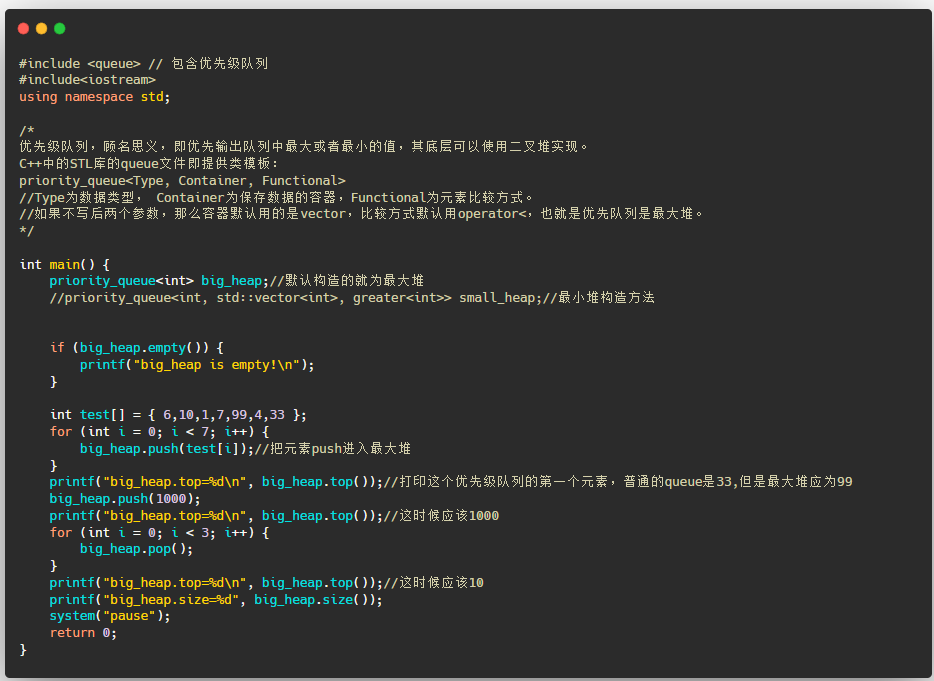 #include <queue> // 包含优先级队列
#include<iostream>
using namespace std;
/*
优先级队列，顾名思义，即优先输出队列中最大或者最小的值，其底层可以使用二叉堆实现。
C++中的STL库的queue文件即提供类模板：
priority_queue<Type, Container, Functional>
//Type为数据类型， Container为保存数据的容器，Functional为元素比较方式。
//如果不写后两个参数，那么容器默认用的是vector，比较方式默认用operator<，也就是优先队列是最大堆。
*/
int main() {
    priority_queue<int> big_heap;//默认构造的就为最大堆
    //priority_queue<int, std::vector<int>, greater<int>> small_heap;//最小堆构造方法
    if (big_heap.empty()) {
        printf("big_heap is empty!\n");
    }
    int test[] = { 6,10,1,7,99,4,33 };
    for (int i = 0; i < 7; i++) {
        big_heap.push(test[i]);//把元素push进入最大堆
    }
    printf("big_heap.top=%d\n", big_heap.top());//打印这个优先级队列的第一个元素，普通的queue是33,但是最大堆应为99
    big_heap.push(1000);
    printf("big_heap.top=%d\n", big_heap.top());//这时候应该1000
    for (int i = 0; i < 3; i++) {
        big_heap.pop();
    }
    printf("big_heap.top=%d\n", big_heap.top());//这时候应该10
    printf("big_heap.size=%d", big_heap.size());
    system("pause");
    return 0;
}